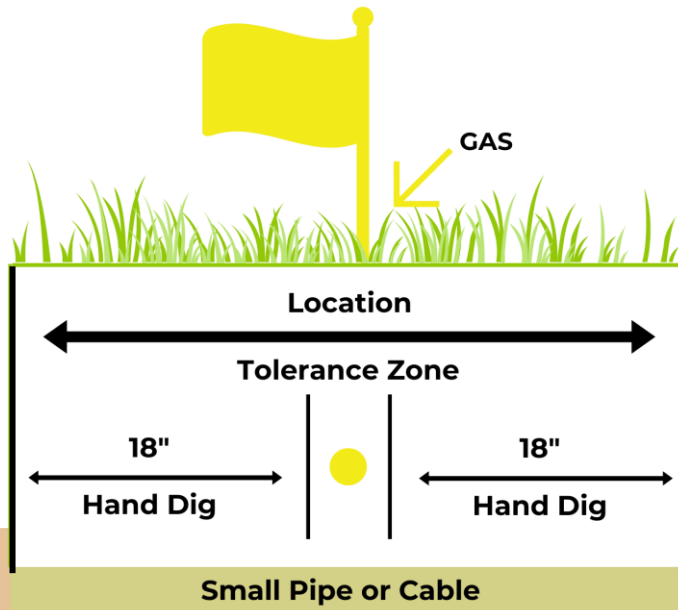 GAS
Location
Tolerance Zone
18" 18"
Hand Dig Hand Dig
Small Pipe or Cable